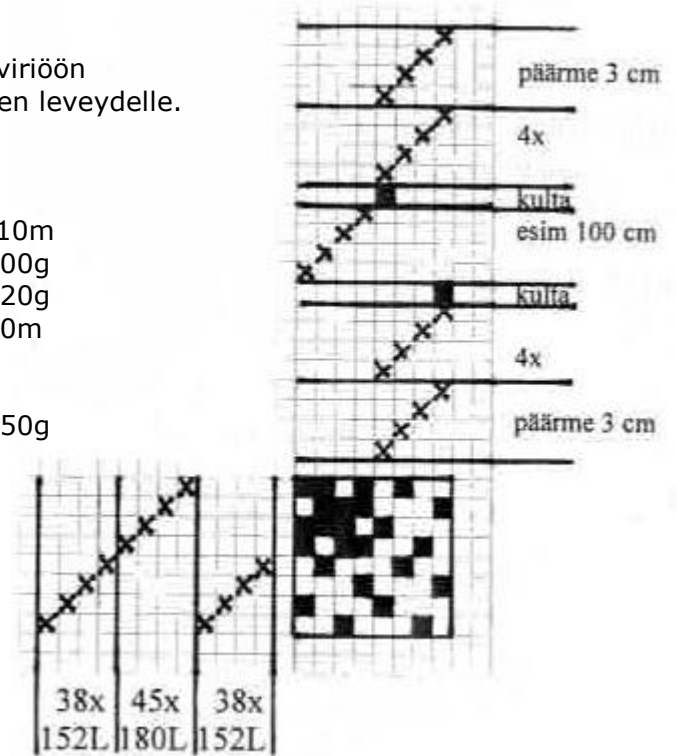 viriöön
en leveydelle.
10m
00g
20g
0m
50g
päärme 3 cm
4x
kulta
esim 100 cm
kulta
4x
päärme 3 cm
38x 45x 38x
152L 180L 152L